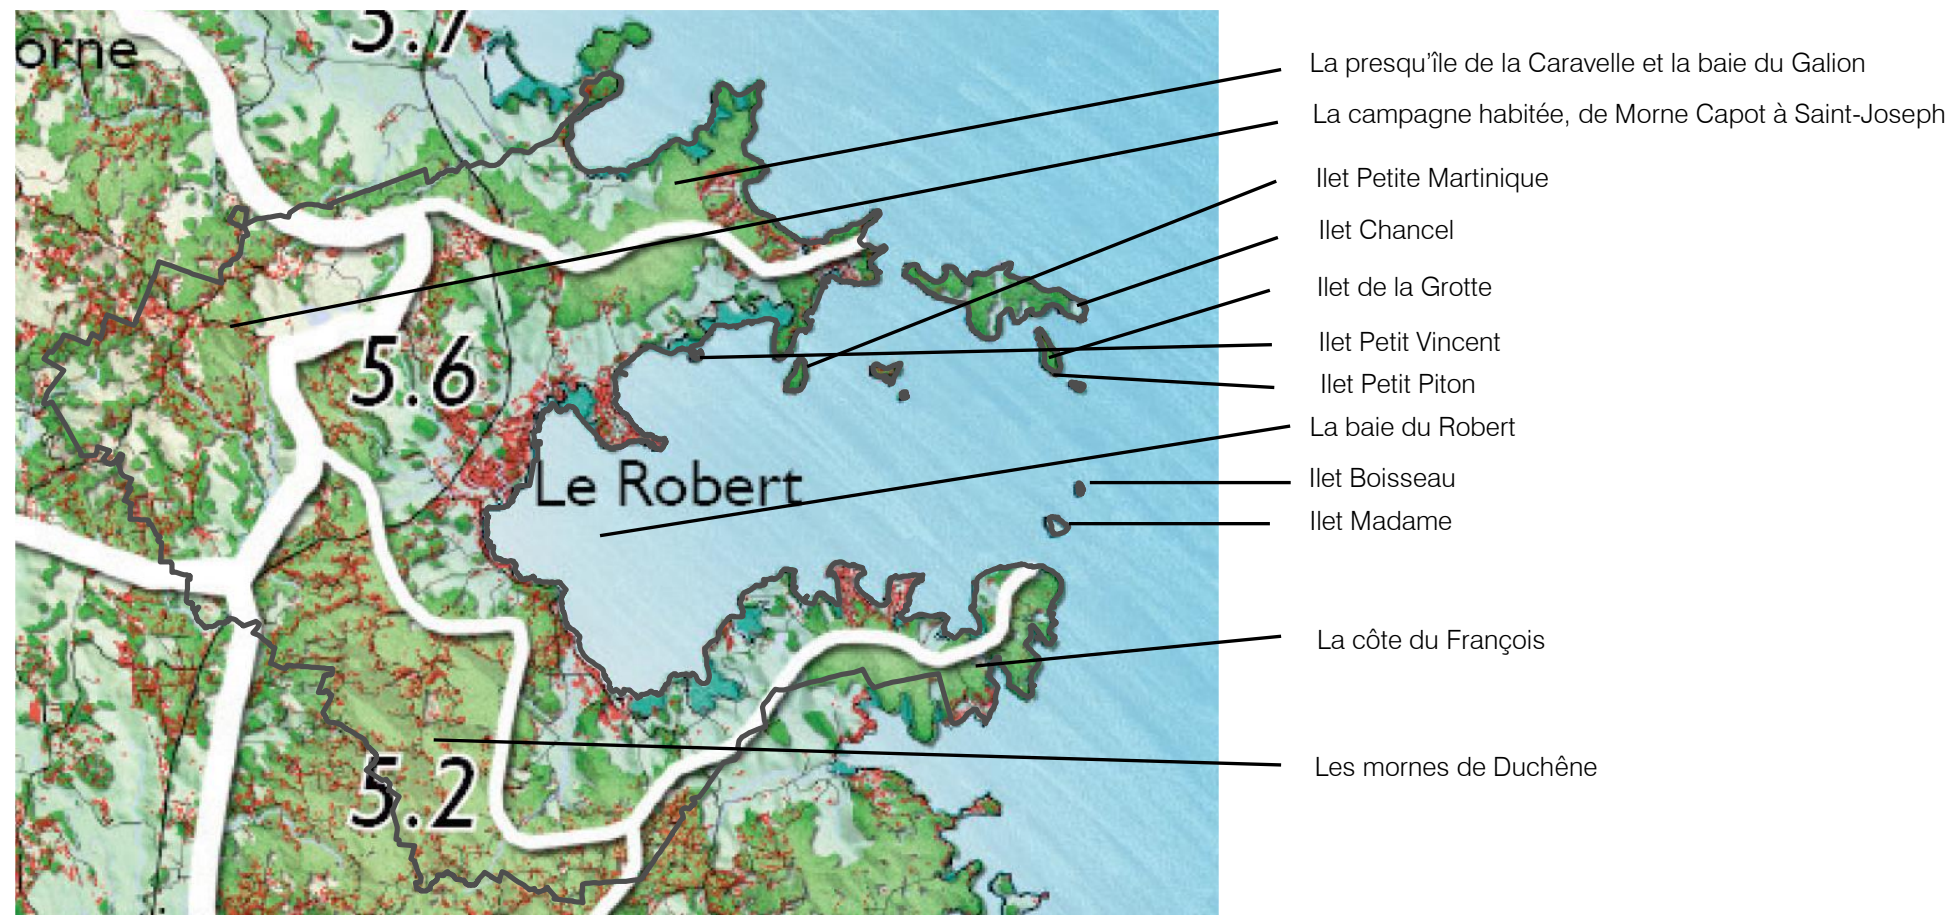 orne
5.7
La presqu’île de la Caravelle et la baie du Galion
La campagne habitée, de Morne Capot à Saint-Joseph
Ilet Petite Martinique
Ilet Chancel
Ilet de la Grotte
Ilet Petit Vincent
5.6
Ilet Petit Piton
La baie du Robert
Le Robert
Ilet Boisseau
Ilet Madame
La côte du François
Les mornes de Duchêne
5.2